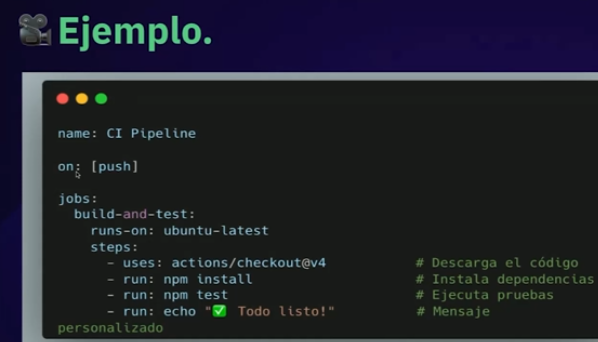 🎥 Ejemplo.
name: CI Pipeline
on: [push]
jobs:
  build-and-test:
    runs-on: ubuntu-latest
    steps:
      - uses: actions/checkout@v4           # Descarga el código
      - run: npm install                    # Instala dependencias
      - run: npm test                       # Ejecuta pruebas
      - run: echo "✅ Todo listo!"          # Mensaje
personalizado